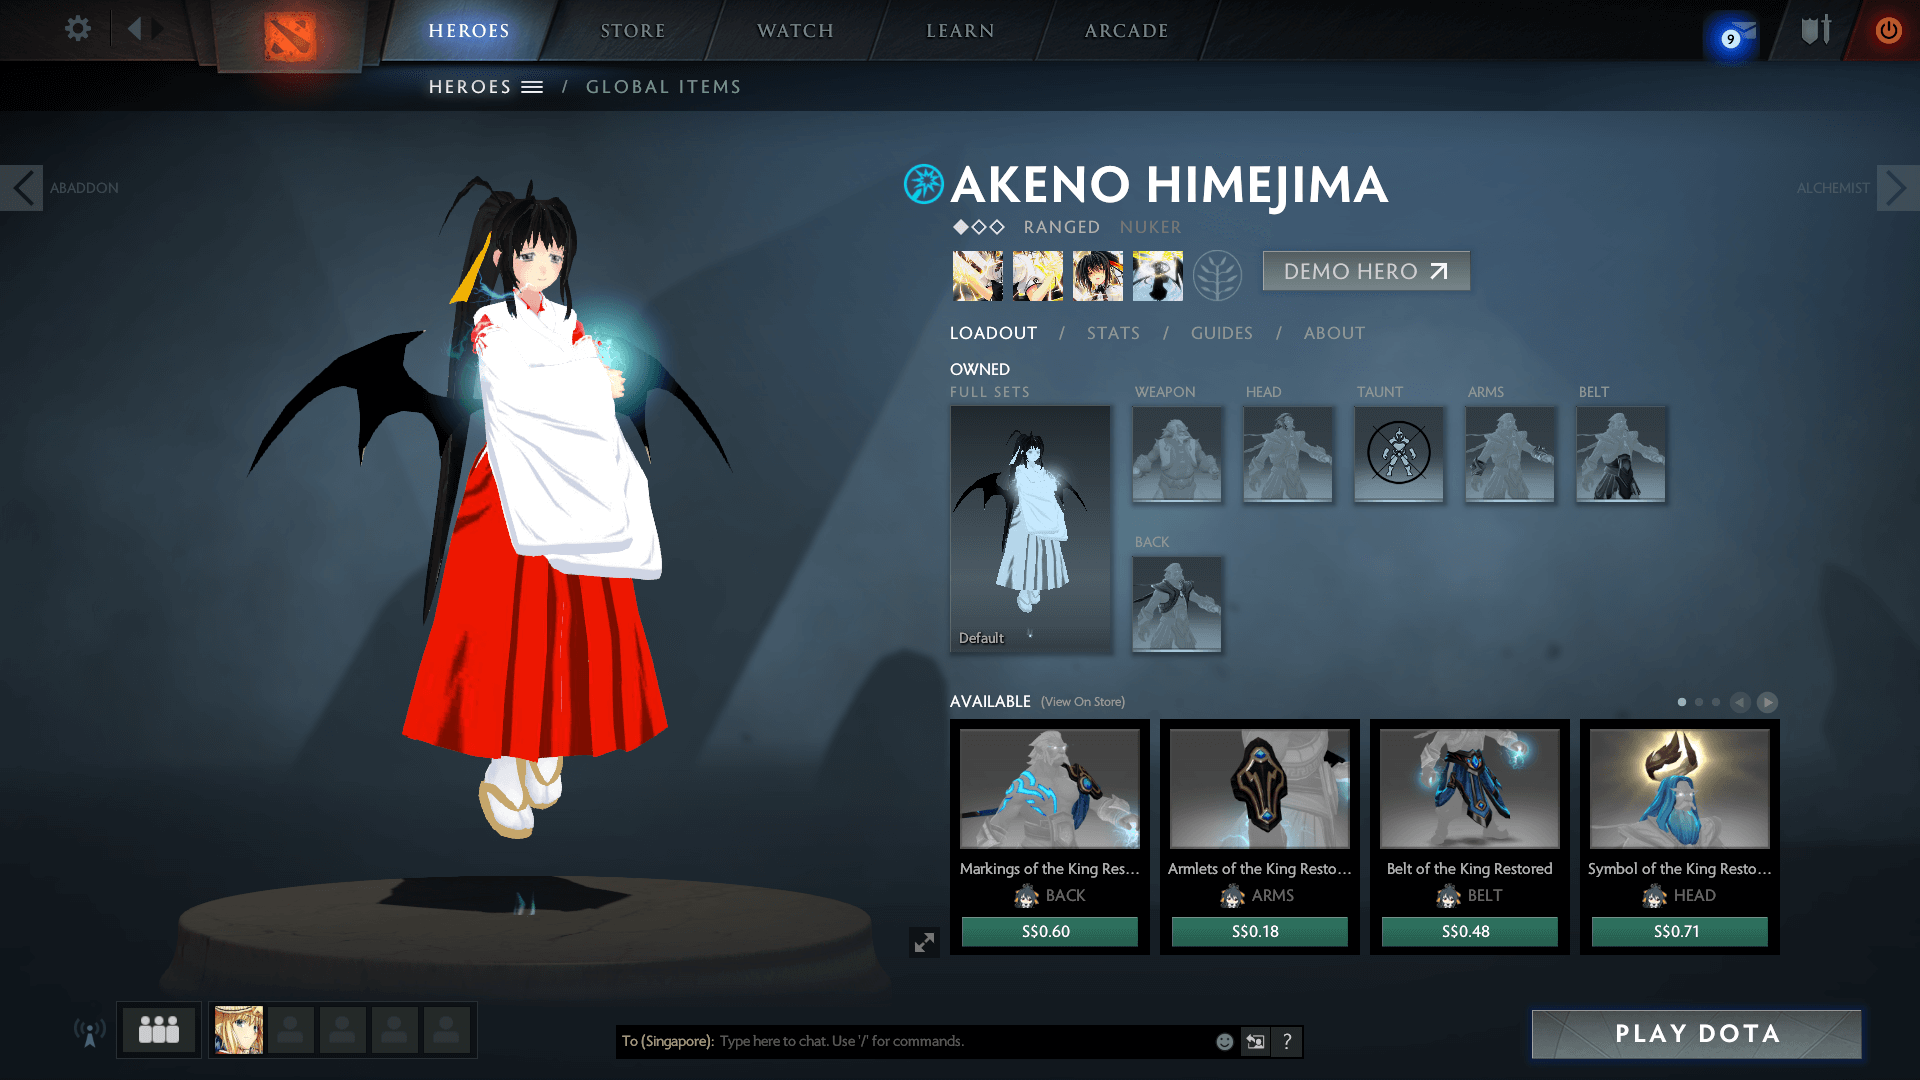 HEROES STORE WATCH LEARN ARCADE
9
HEROES / GLOBAL ITEMS
ABADDON
AKENO HIMEJIMA
ALCHEMIST
RANGED NUKER
DEMO HERO
LOADOUT / STATS / GUIDES / ABOUT
OWNED
FULL SETS WEAPON HEAD TAUNT ARMS BELT
BACK
Default
AVAILABLE (View On Store)
Markings of the King Res... Armlets of the King Resto... Belt of the King Restored Symbol of the King Resto...
BACK ARMS BELT HEAD
S$0.60 S$0.18 S$0.48 S$0.71
To (Singapore): Type here to chat. Use '/' for commands. ?
PLAY DOTA